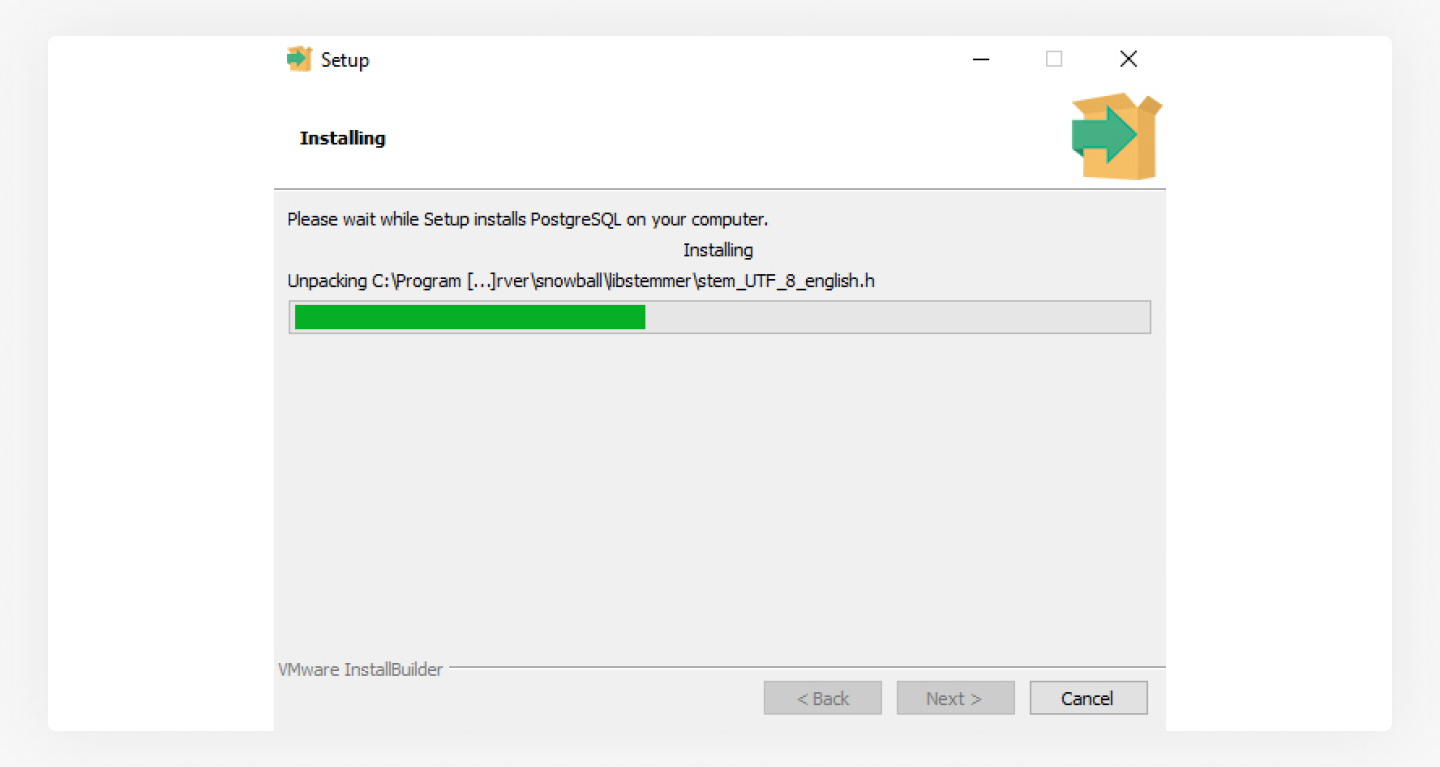 Setup
Installing
Please wait while Setup installs PostgreSQL on your computer.
Installing
Unpacking C:\Program [...]rver\snowball\libstemmer\stem_UTF_8_english.h
VMware InstallBuilder
< Back
Next >
Cancel